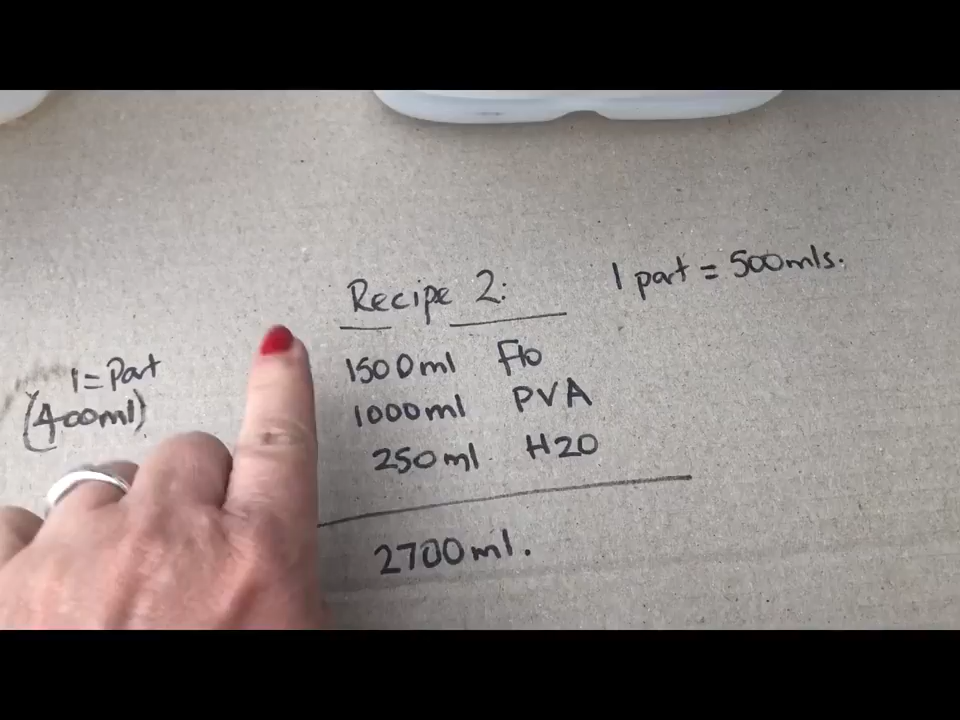 Recipe 2:
1 part = 500mls.
1 = Part
(400ml)
1500ml Flo
1000ml PVA
250ml H20
2700ml.